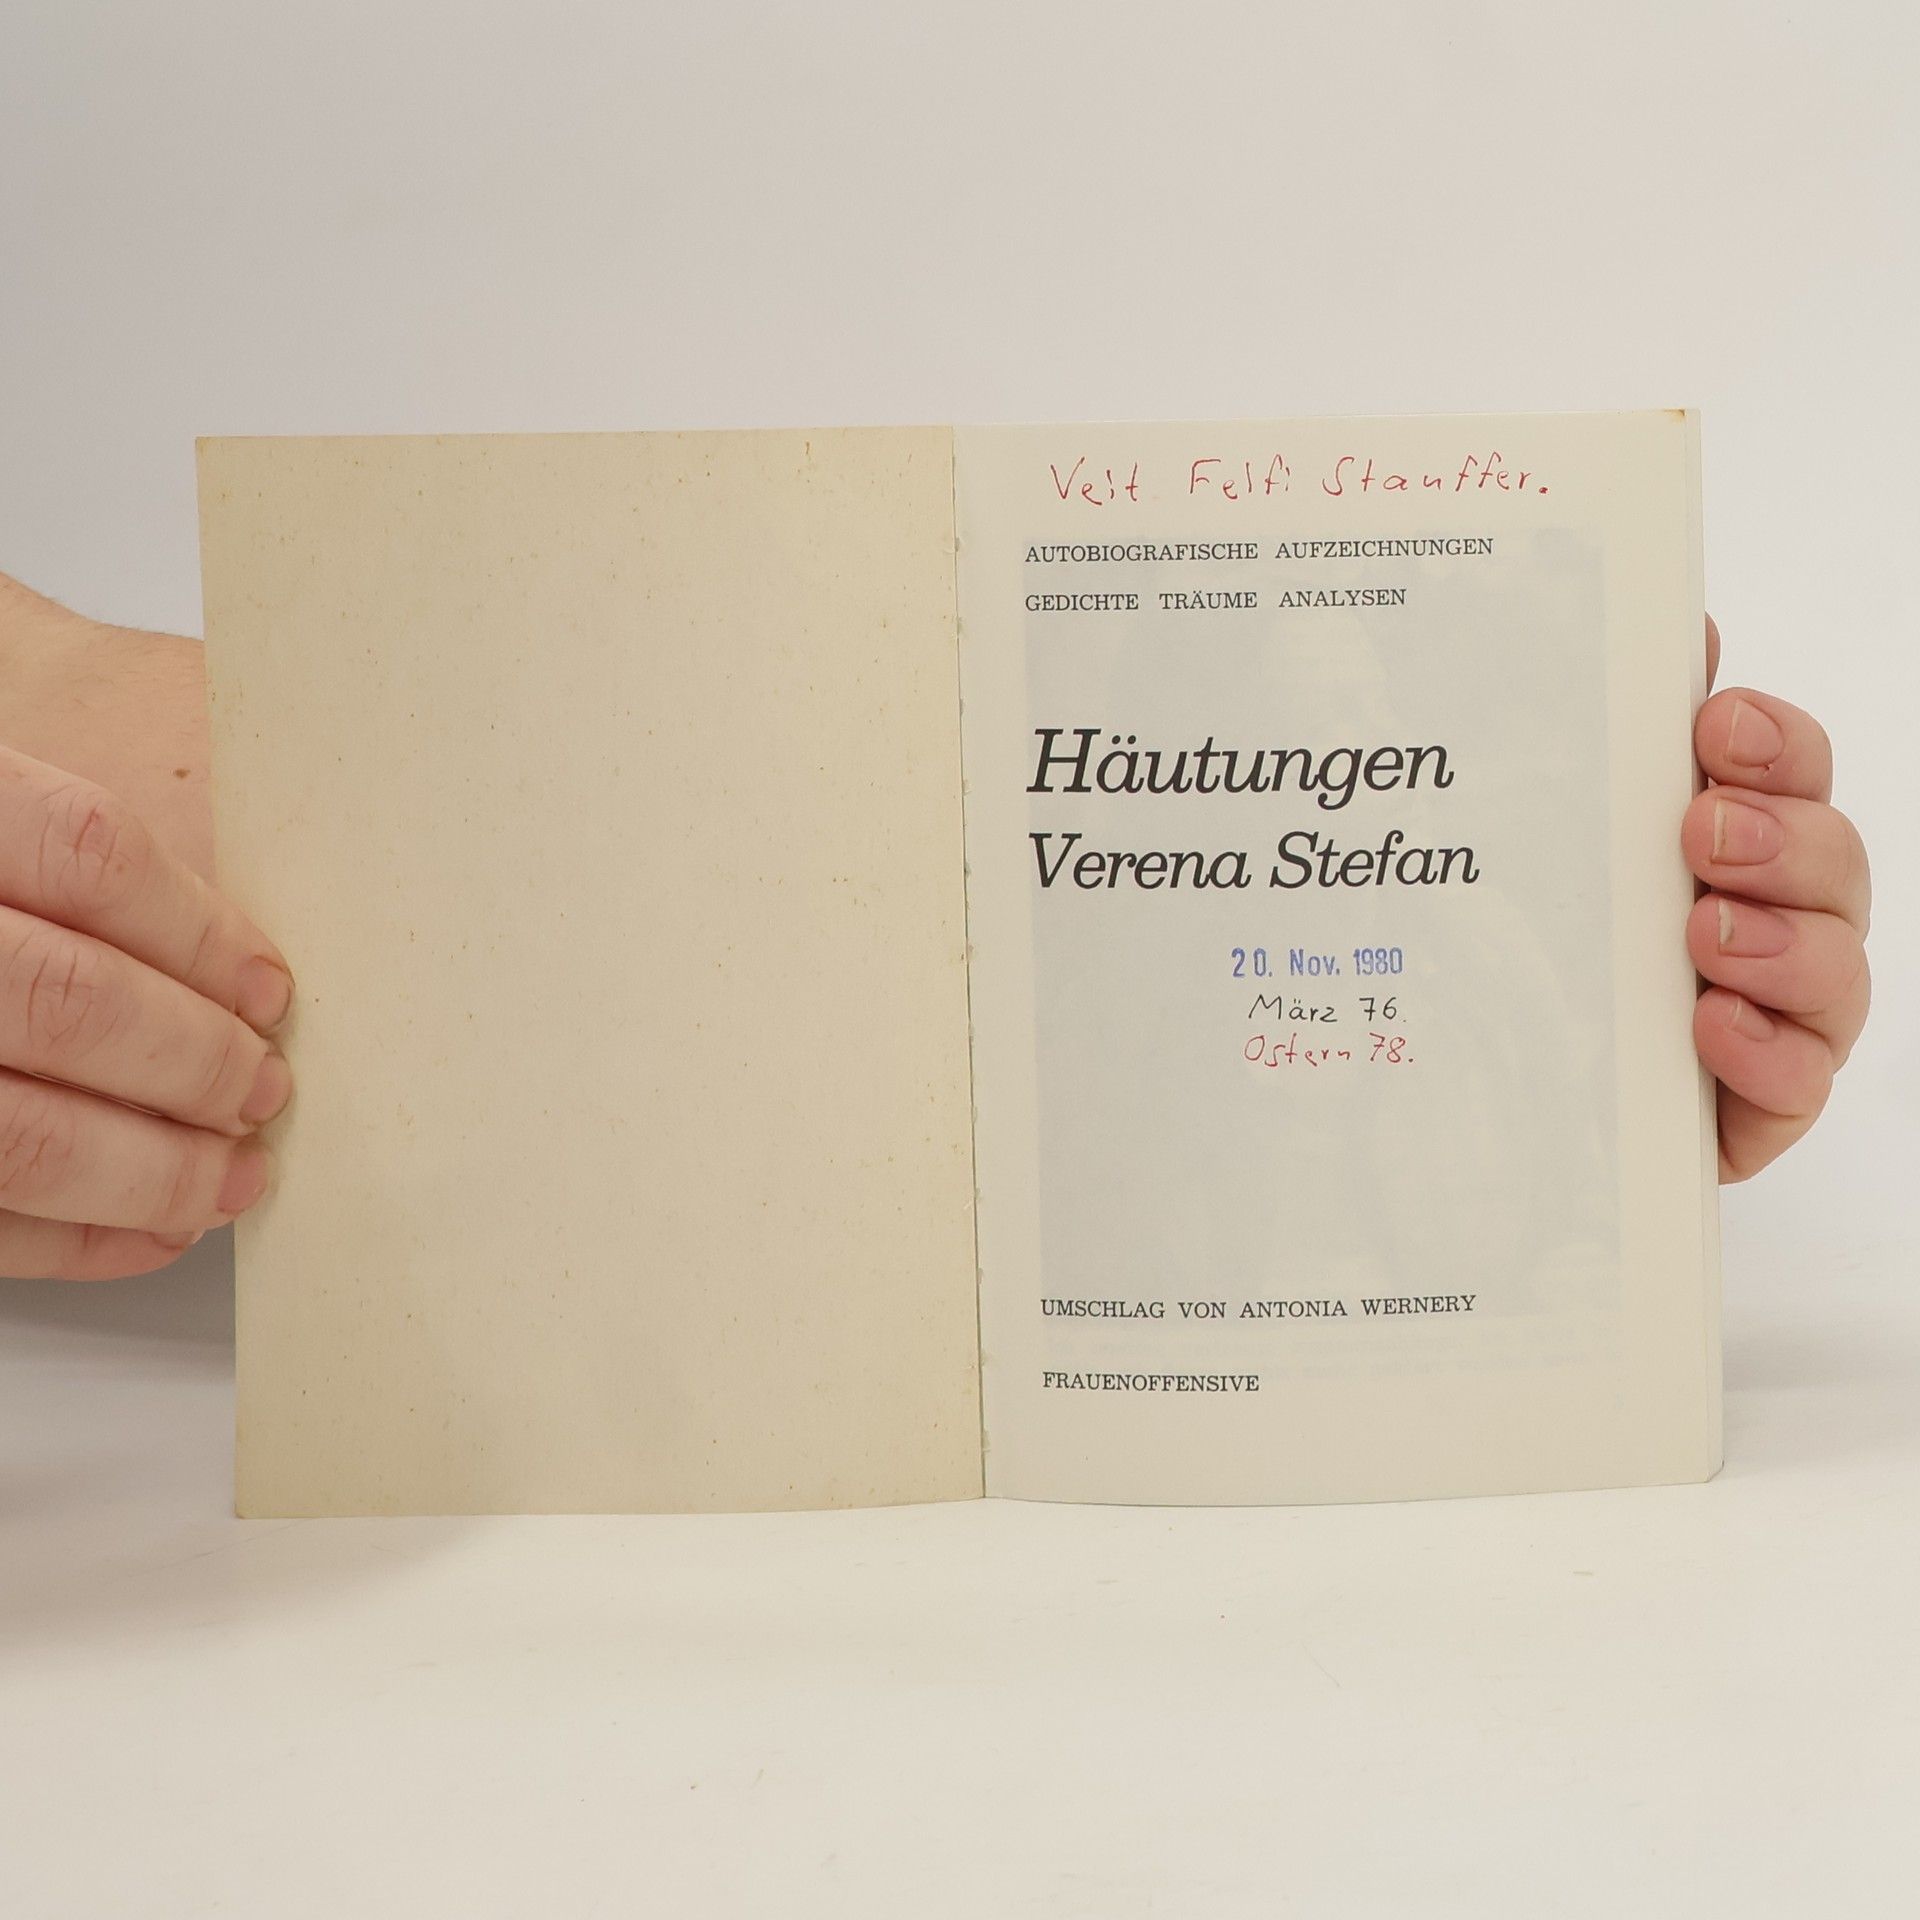 Veit Felfi Stauffer.
AUTOBIOGRAFISCHE AUFZEICHNUNGEN
GEDICHTE TRÄUME ANALYSEN
Häutungen
Verena Stefan
20. Nov. 1980
März 76.
Ostern 78.
UMSCHLAG VON ANTONIA WERNERY
FRAUENOFFENSIVE